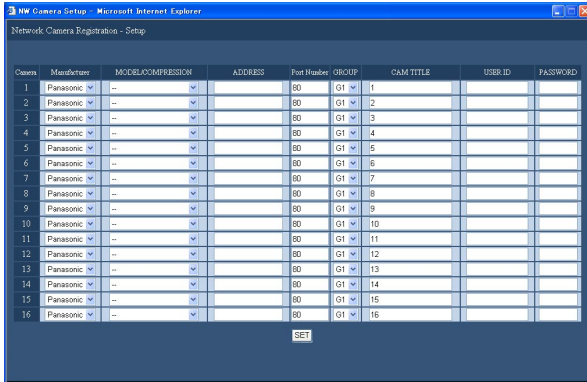 NW Camera Setup - Microsoft Internet Explorer
Network Camera Registration - Setup
Camera Manufacturer MODEL/COMPRESSION ADDRESS Port Number GROUP CAM TITLE USER ID PASSWORD
1 Panasonic -- 80 G1 1
2 Panasonic -- 80 G1 2
3 Panasonic -- 80 G1 3
4 Panasonic -- 80 G1 4
5 Panasonic -- 80 G1 5
6 Panasonic -- 80 G1 6
7 Panasonic -- 80 G1 7
8 Panasonic -- 80 G1 8
9 Panasonic -- 80 G1 9
10 Panasonic -- 80 G1 10
11 Panasonic -- 80 G1 11
12 Panasonic -- 80 G1 12
13 Panasonic -- 80 G1 13
14 Panasonic -- 80 G1 14
15 Panasonic -- 80 G1 15
16 Panasonic -- 80 G1 16
SET